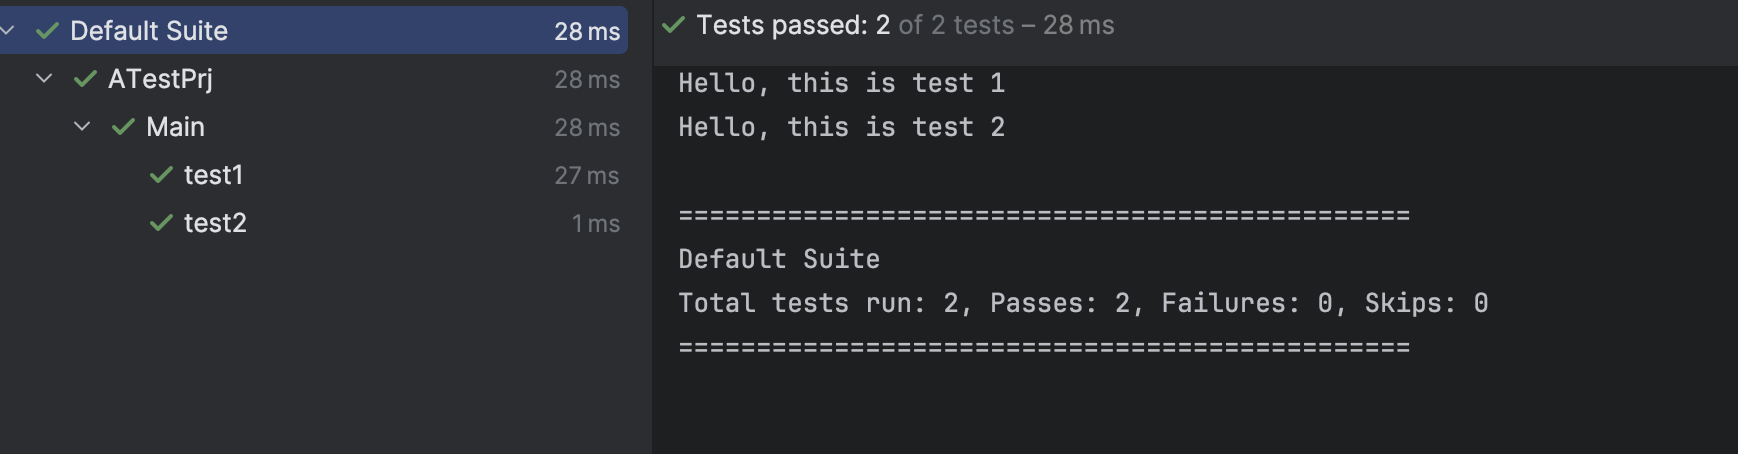 Default Suite 28 ms
ATestPrj 28 ms
Main 28 ms
test1 27 ms
test2 1 ms
Tests passed: 2 of 2 tests – 28 ms
Hello, this is test 1
Hello, this is test 2
===============================================
Default Suite
Total tests run: 2, Passes: 2, Failures: 0, Skips: 0
===============================================